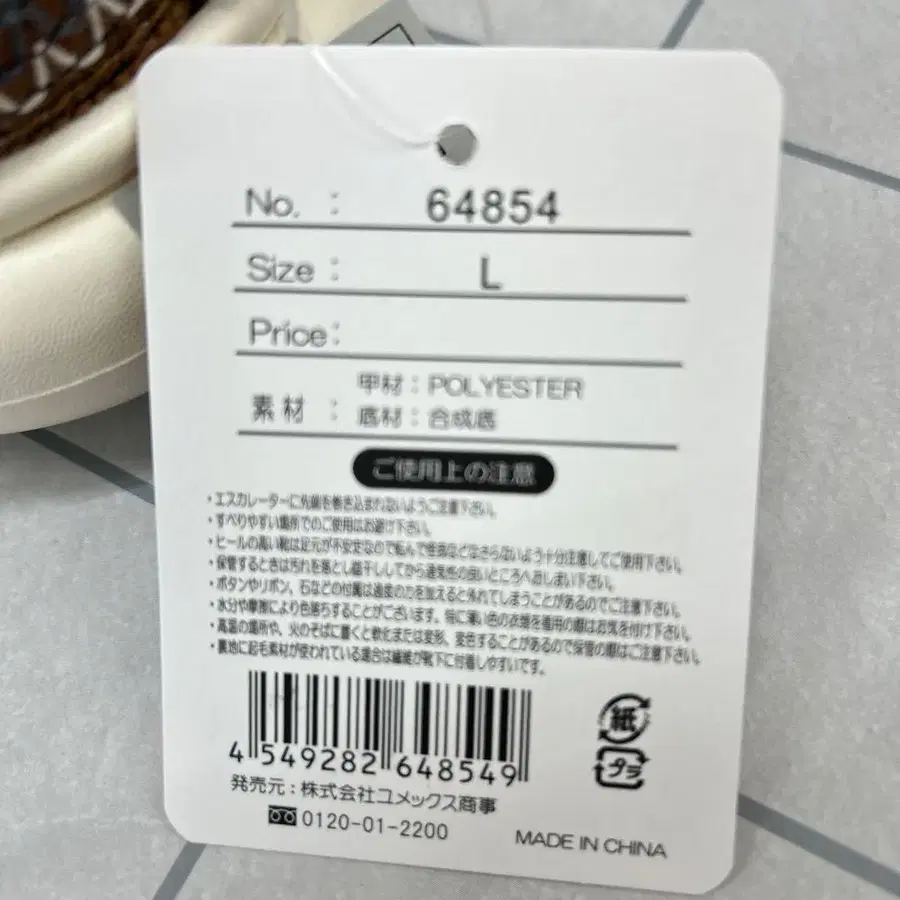 No. : 64854
Size : L
Price:
素材 : 甲材 : POLYESTER
底材 : 合成底
ご使用上の注意
・エスカレーターに先端を巻き込まれないようご注意下さい。
・すべりやすい場所でのご使用はお避け下さい。
・ヒールの高い靴は足元が不安定なので転んで怪我などなさらないよう十分注意してご使用下さい。
・保管するときは汚れを落とし陰干ししてから通気性の良いところへおしまい下さい。
・ボタンやリボン、石などの付属は過度の力を加えると外れてしまうことがあるのでご注意下さい。
・水分や摩擦により色落ちすることがございます。特に薄い色の衣類を着用の際はお気を付け下さい。
・高温の場所や、火のそばに置くと軟化または変形、変色することがあるので保管の際はご注意下さい。
・裏地に起毛素材が使われている場合は繊維が靴下に付着しやすいです。
4 549282 648549
紙
プラ
発売元 : 株式会社ユメックス商事
0120-01-2200
MADE IN CHINA